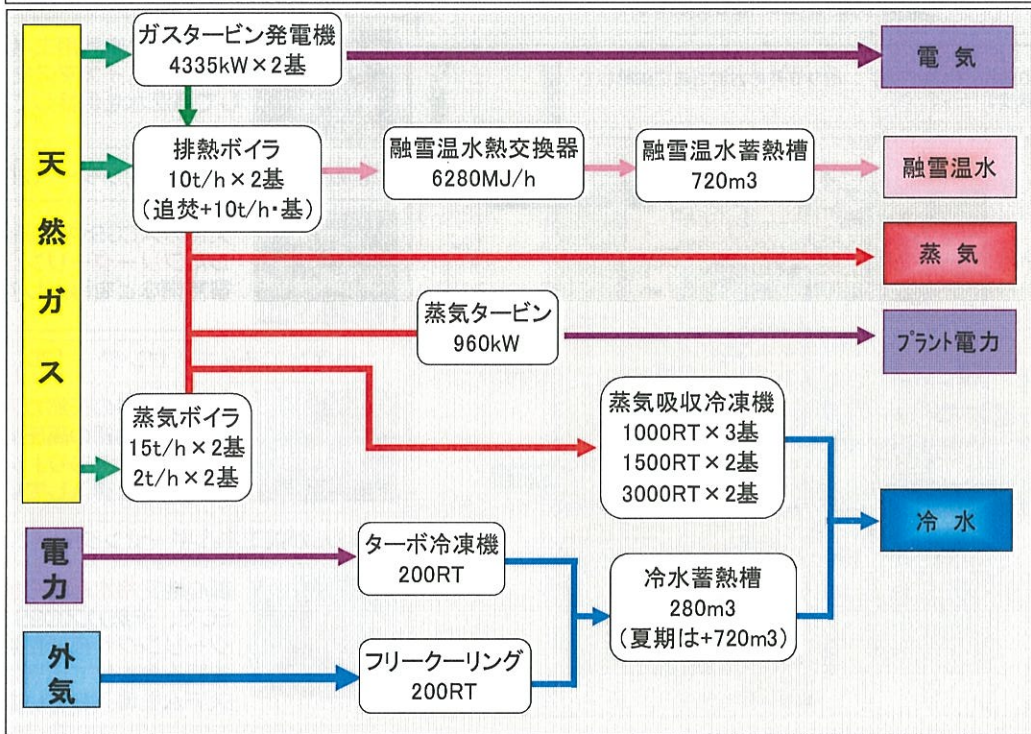 天然ガス
ガスタービン発電機
4335kW×2基
電気
排熱ボイラ
10t/h×2基
(追焚+10t/h・基)
融雪温水熱交換器
6280MJ/h
融雪温水蓄熱槽
720m3
融雪温水
蒸気
蒸気タービン
960kW
プラント電力
蒸気ボイラ
15t/h×2基
2t/h×2基
蒸気吸収冷凍機
1000RT×3基
1500RT×2基
3000RT×2基
冷水
電力
ターボ冷凍機
200RT
冷水蓄熱槽
280m3
(夏期は+720m3)
外気
フリークーリング
200RT